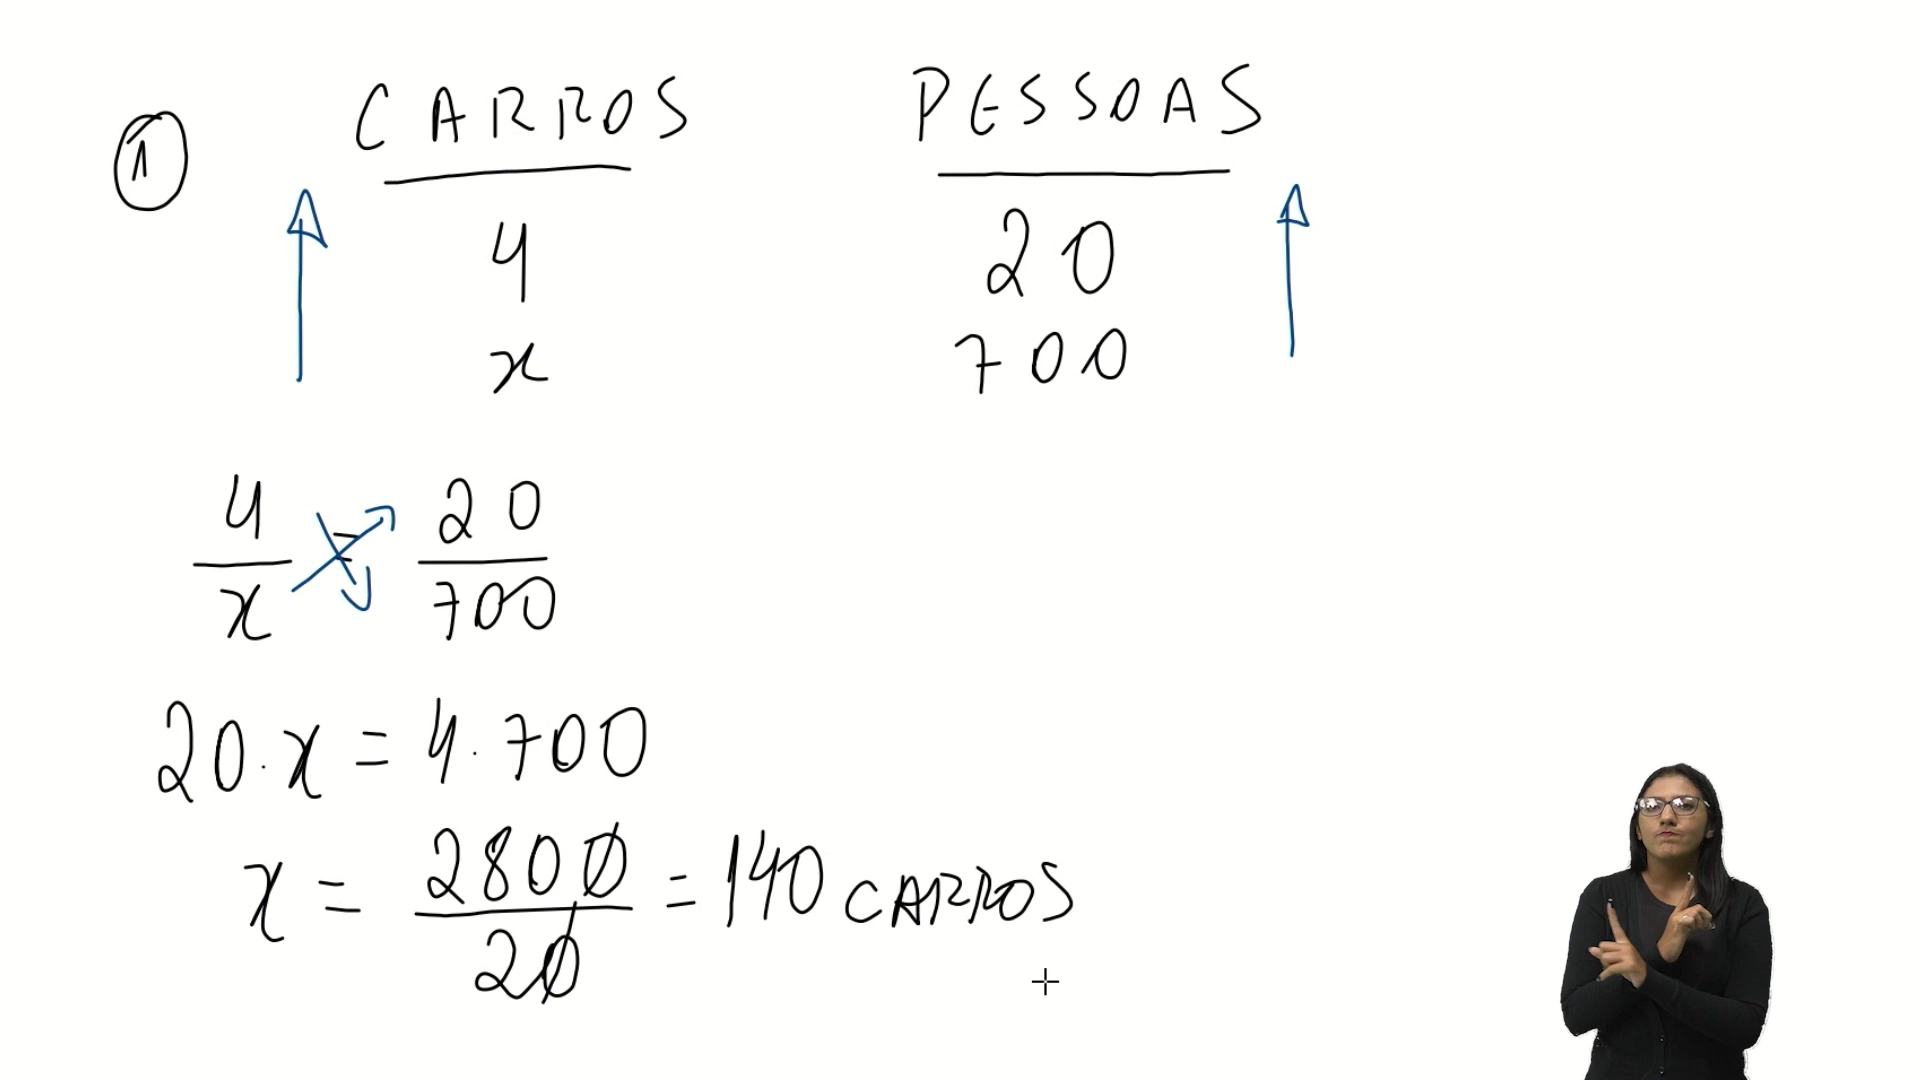 1 CARROS PESSOAS
4 20
x 700
4/x = 20/700
20.x = 4.700
x = 2800/20 = 140 CARROS